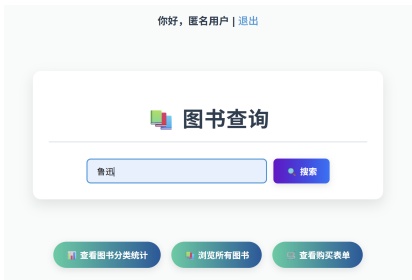 你好，匿名用户 | 退出
图书查询
鲁迅
搜索
查看图书分类统计
浏览所有图书
查看购买表单